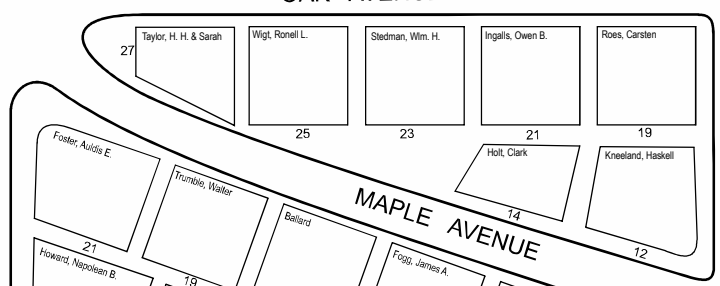 27
Taylor, H. H. & Sarah
Wigt, Ronell L.
Stedman, Wlm. H.
Ingalls, Owen B.
Roes, Carsten
25
23
21
19
Holt, Clark
Kneeland, Haskell
14
12
MAPLE AVENUE
Foster, Auldis E.
Trumble, Walter
Ballard
Fogg, James A.
21
19
Howard, Napolean B.